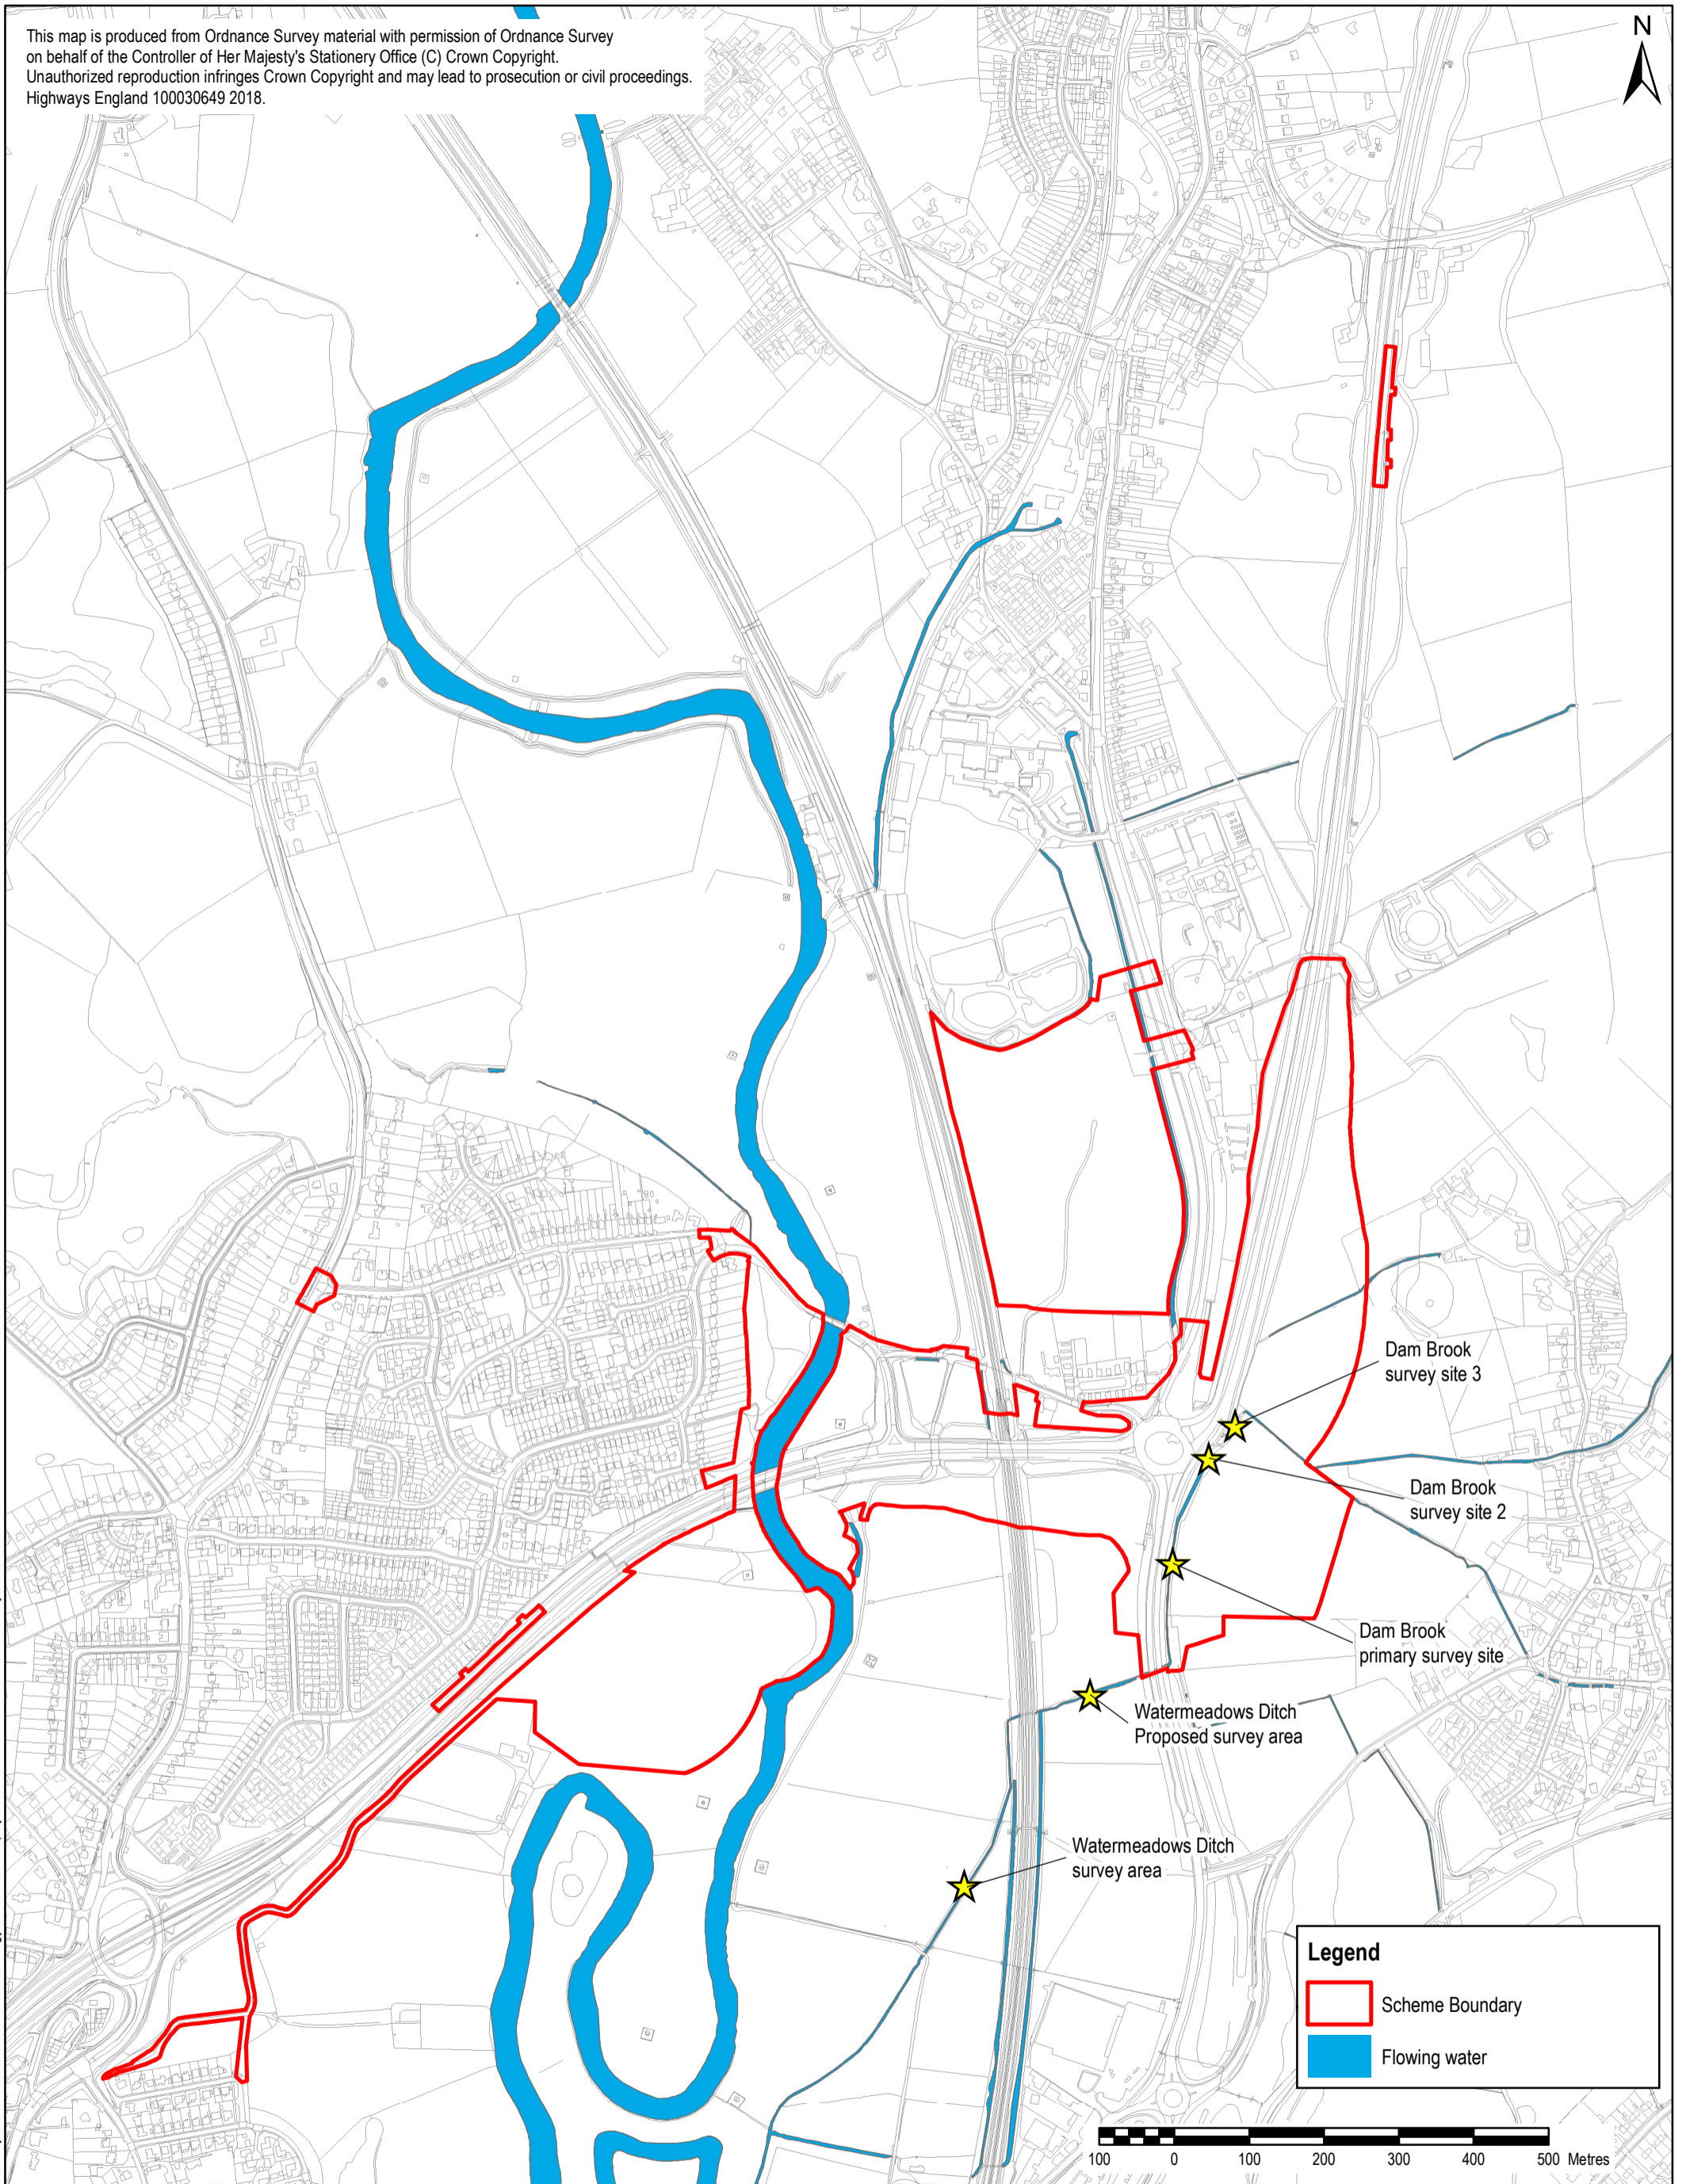 This map is produced from Ordnance Survey material with permission of Ordnance Survey
on behalf of the Controller of Her Majesty's Stationery Office (C) Crown Copyright.
Unauthorized reproduction infringes Crown Copyright and may lead to prosecution or civil proceedings.
Highways England 100030649 2018.
N
Dam Brook
survey site 3
Dam Brook
survey site 2
Dam Brook
primary survey site
Watermeadows Ditch
Proposed survey area
Watermeadows Ditch
survey area
Legend
Scheme Boundary
Flowing water
100 0 100 200 300 400 500 Metres